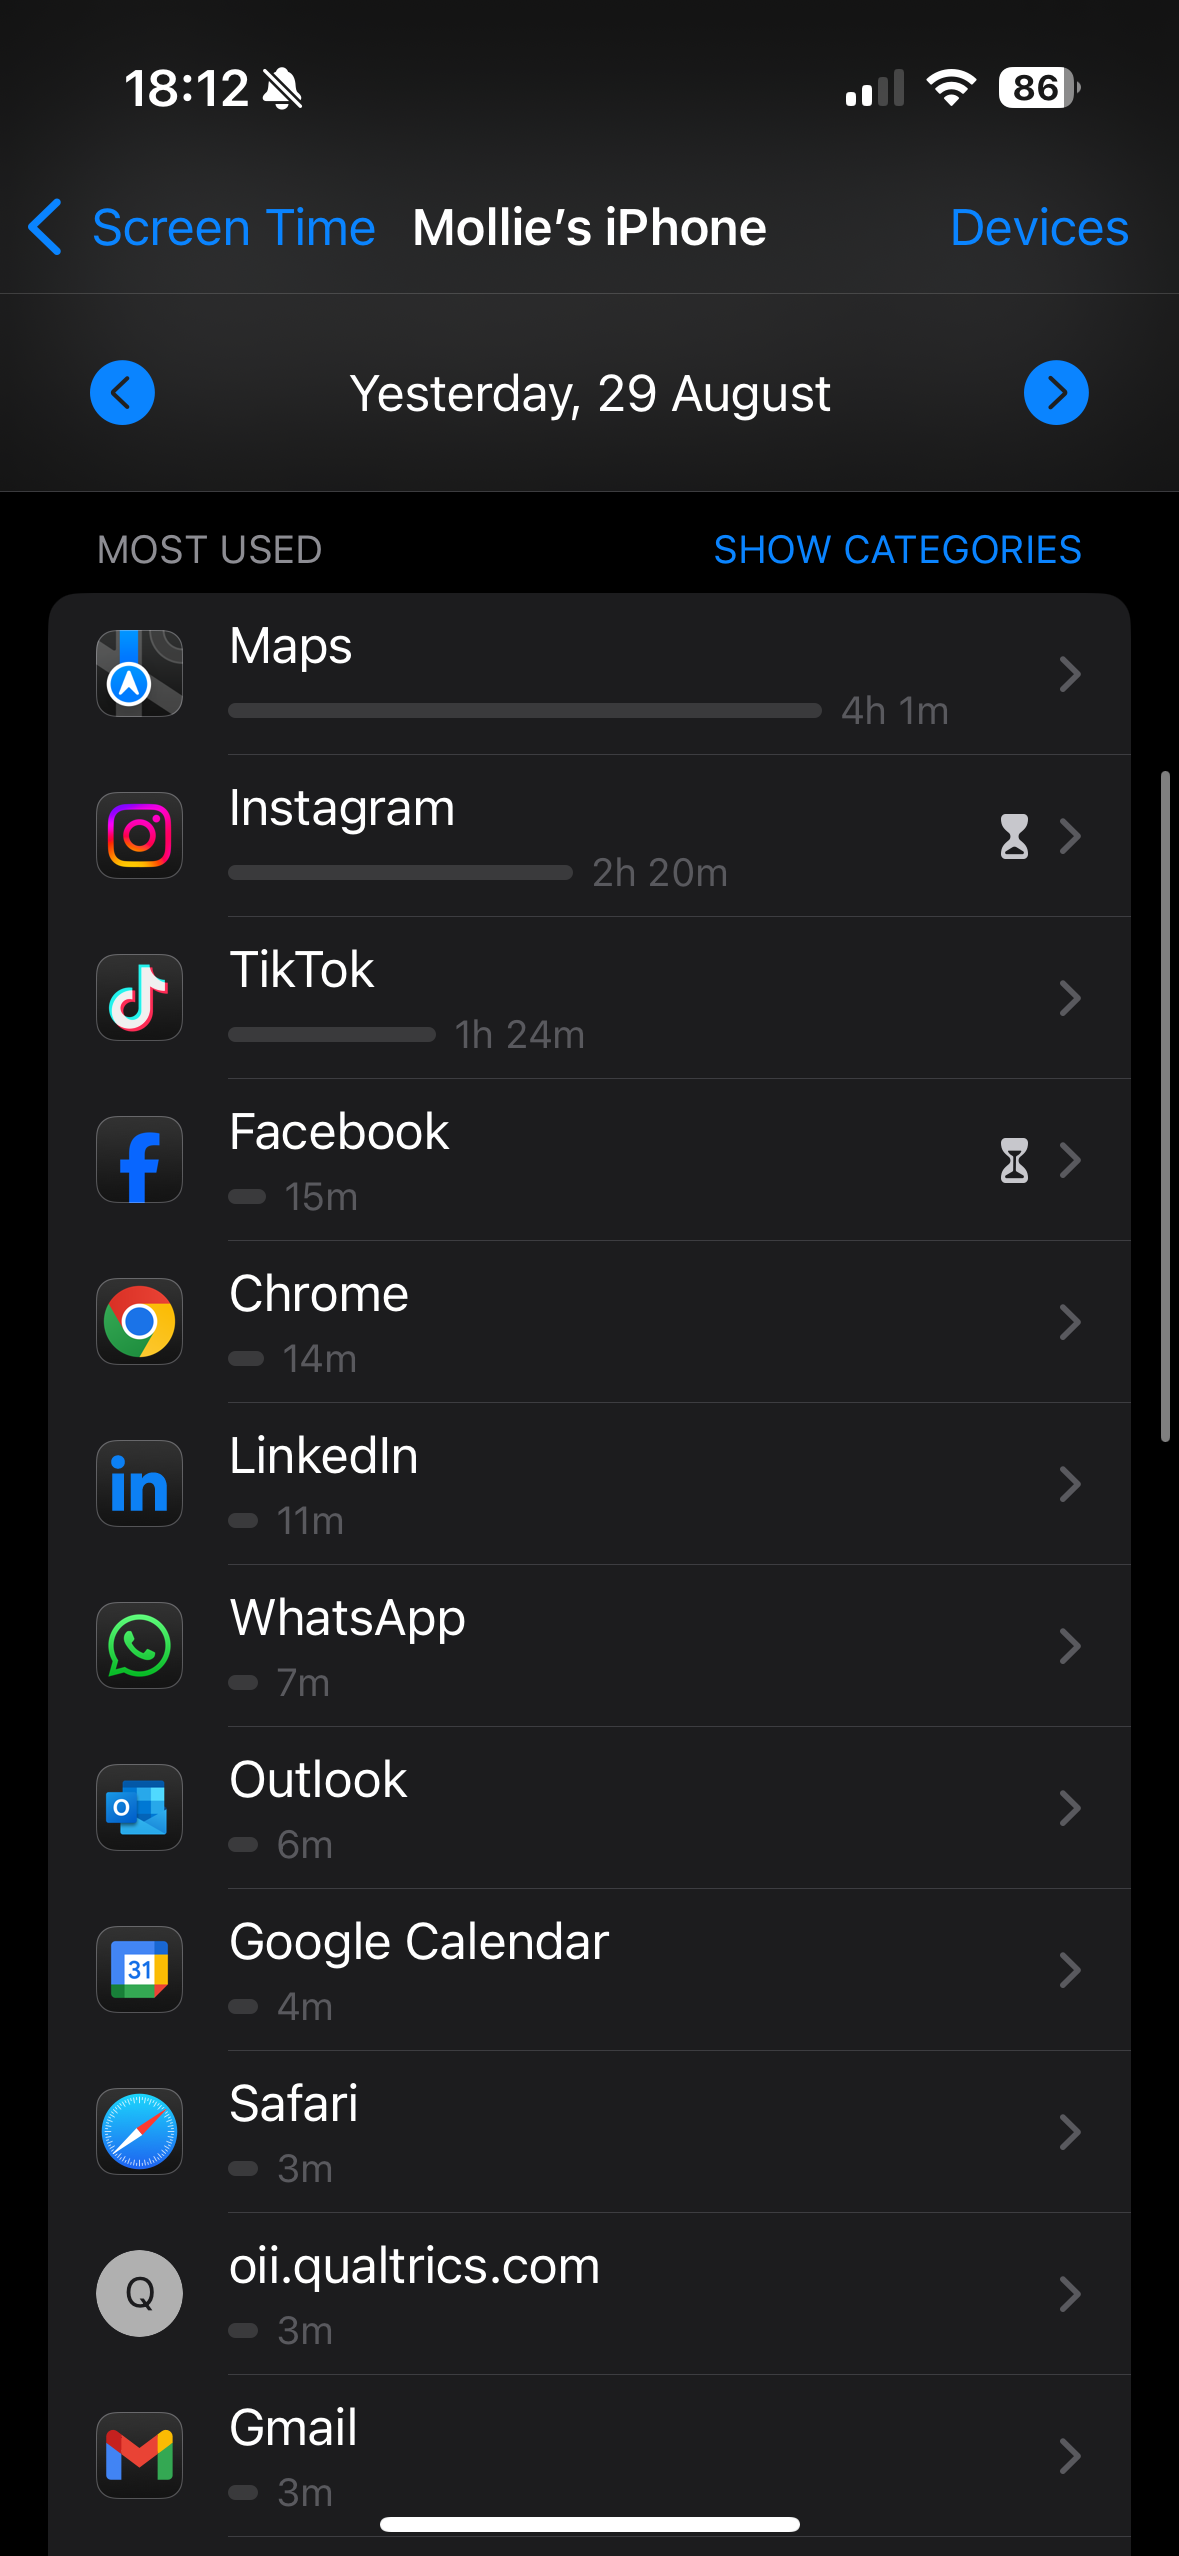 18:12
86
Screen Time Mollie’s iPhone Devices
Yesterday, 29 August
MOST USED SHOW CATEGORIES
Maps
4h 1m
Instagram
2h 20m
TikTok
1h 24m
Facebook
15m
Chrome
14m
in
LinkedIn
11m
WhatsApp
7m
O
Outlook
6m
31
Google Calendar
4m
Safari
3m
Q
oii.qualtrics.com
3m
Gmail
3m